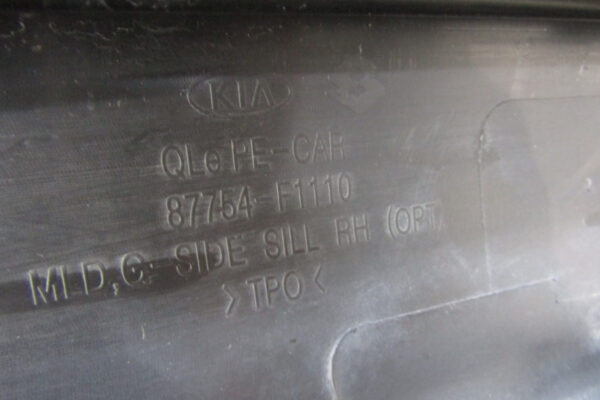 KIA
QLe PE-CAR
87754-F1110
MLD,G- SIDE SILL RH (OPT)
>TPO<